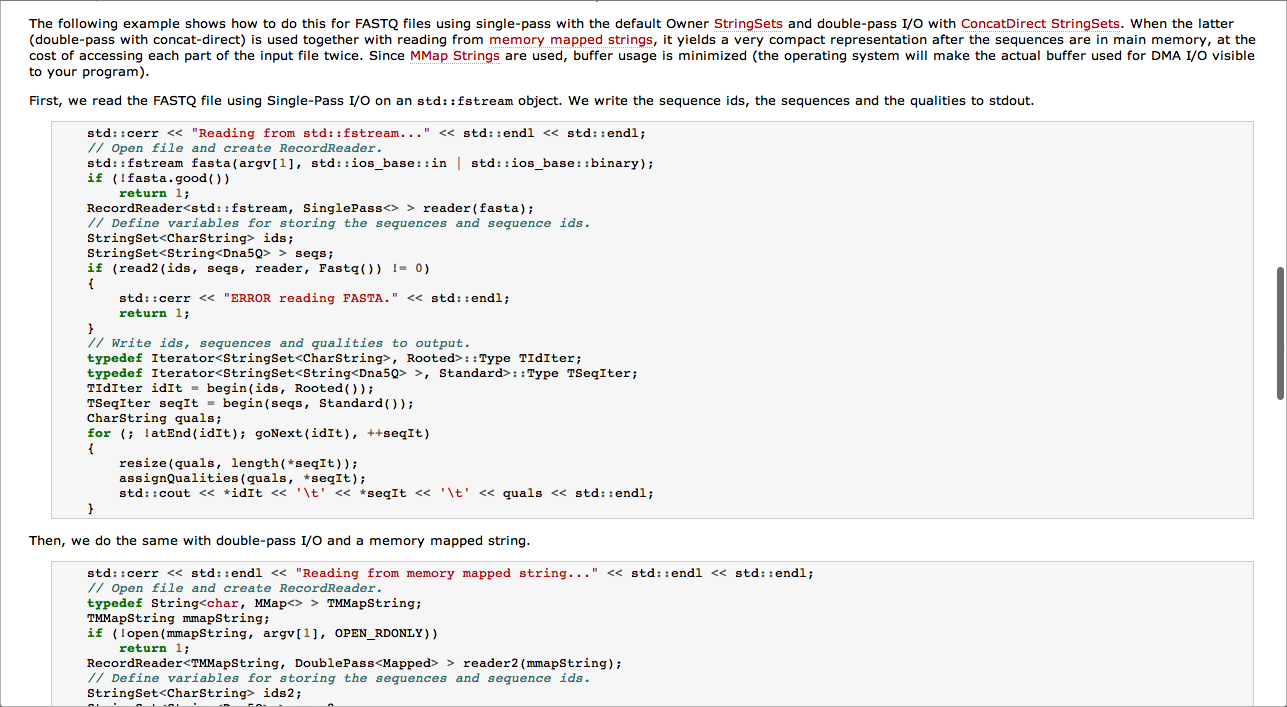 The following example shows how to do this for FASTQ files using single-pass with the default Owner StringSets and double-pass I/O with ConcatDirect StringSets. When the latter
(double-pass with concat-direct) is used together with reading from memory mapped strings, it yields a very compact representation after the sequences are in main memory, at the
cost of accessing each part of the input file twice. Since MMap Strings are used, buffer usage is minimized (the operating system will make the actual buffer used for DMA I/O visible
to your program).
First, we read the FASTQ file using Single-Pass I/O on an std::fstream object. We write the sequence ids, the sequences and the qualities to stdout.
std::cerr << "Reading from std::fstream..." << std::endl << std::endl;
// Open file and create RecordReader.
std::fstream fasta(argv[1], std::ios_base::in | std::ios_base::binary);
if (!fasta.good())
    return 1;
RecordReader<std::fstream, SinglePass<> > reader(fasta);
// Define variables for storing the sequences and sequence ids.
StringSet<CharString> ids;
StringSet<String<Dna5Q> > seqs;
if (read2(ids, seqs, reader, Fastq()) != 0)
{
    std::cerr << "ERROR reading FASTA." << std::endl;
    return 1;
}
// Write ids, sequences and qualities to output.
typedef Iterator<StringSet<CharString>, Rooted>::Type TIdIter;
typedef Iterator<StringSet<String<Dna5Q> >, Standard>::Type TSeqIter;
TIdIter idIt = begin(ids, Rooted());
TSeqIter seqIt = begin(seqs, Standard());
CharString quals;
for (; !atEnd(idIt); goNext(idIt), ++seqIt)
{
    resize(quals, length(*seqIt));
    assignQualities(quals, *seqIt);
    std::cout << *idIt << '\t' << *seqIt << '\t' << quals << std::endl;
}
Then, we do the same with double-pass I/O and a memory mapped string.
std::cerr << std::endl << "Reading from memory mapped string..." << std::endl << std::endl;
// Open file and create RecordReader.
typedef String<char, MMap<> > TMMapString;
TMMapString mmapString;
if (!open(mmapString, argv[1], OPEN_RDONLY))
    return 1;
RecordReader<TMMapString, DoublePass<Mapped> > reader2(mmapString);
// Define variables for storing the sequences and sequence ids.
StringSet<CharString> ids2;